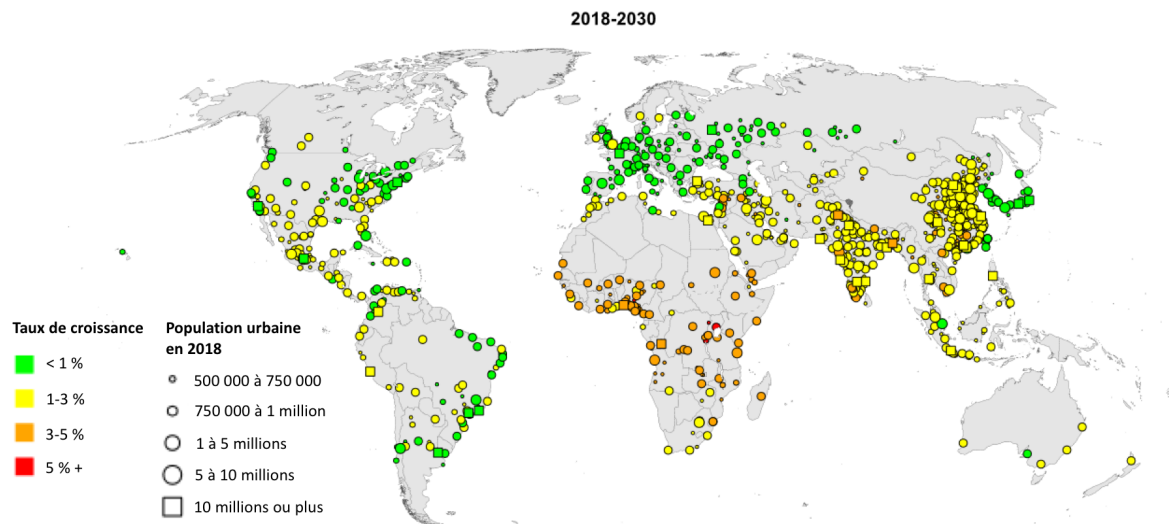 2018-2030
Taux de croissance
< 1 %
1-3 %
3-5 %
5 % +
Population urbaine
en 2018
500 000 à 750 000
750 000 à 1 million
1 à 5 millions
5 à 10 millions
10 millions ou plus